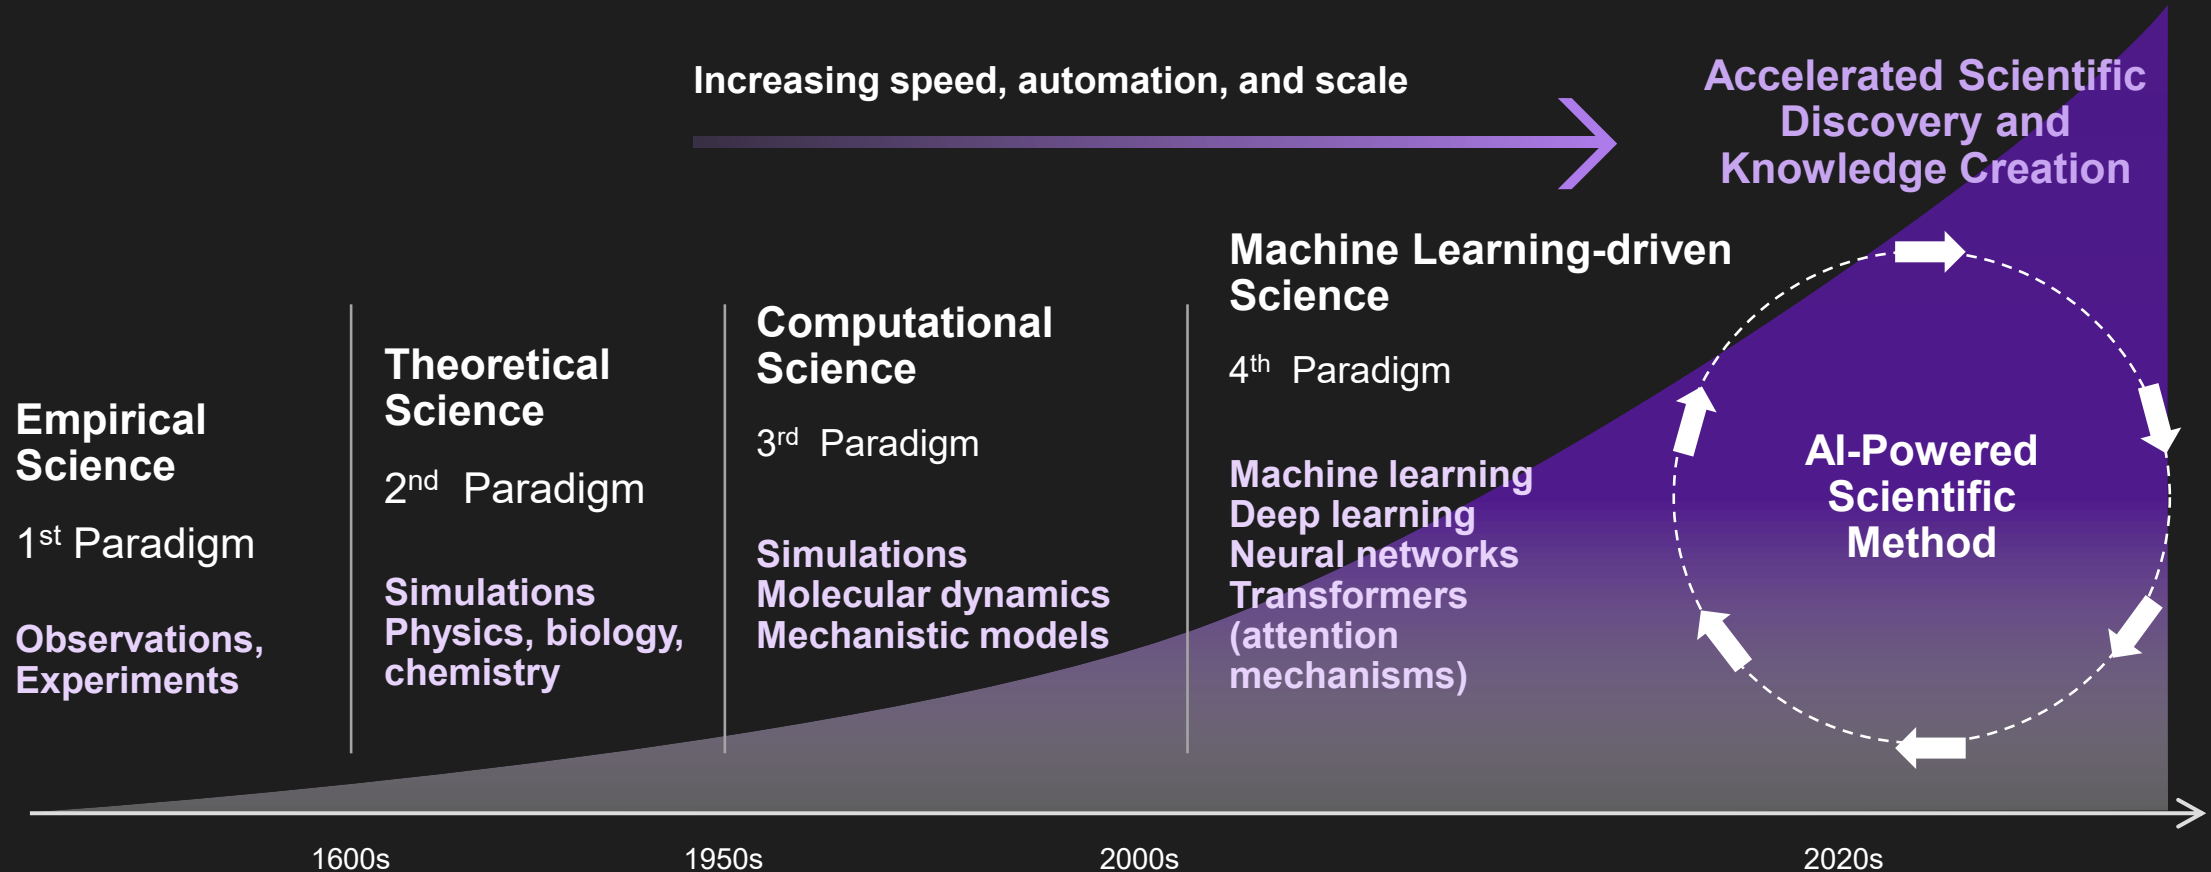 Increasing speed, automation, and scale
Accelerated Scientific
Discovery and
Knowledge Creation
Empirical
Science
1st Paradigm
Observations,
Experiments
Theoretical
Science
2nd Paradigm
Simulations
Physics, biology,
chemistry
Computational
Science
3rd Paradigm
Simulations
Molecular dynamics
Mechanistic models
Machine Learning-driven
Science
4th Paradigm
Machine learning
Deep learning
Neural networks
Transformers
(attention
mechanisms)
AI-Powered
Scientific
Method
1600s
1950s
2000s
2020s